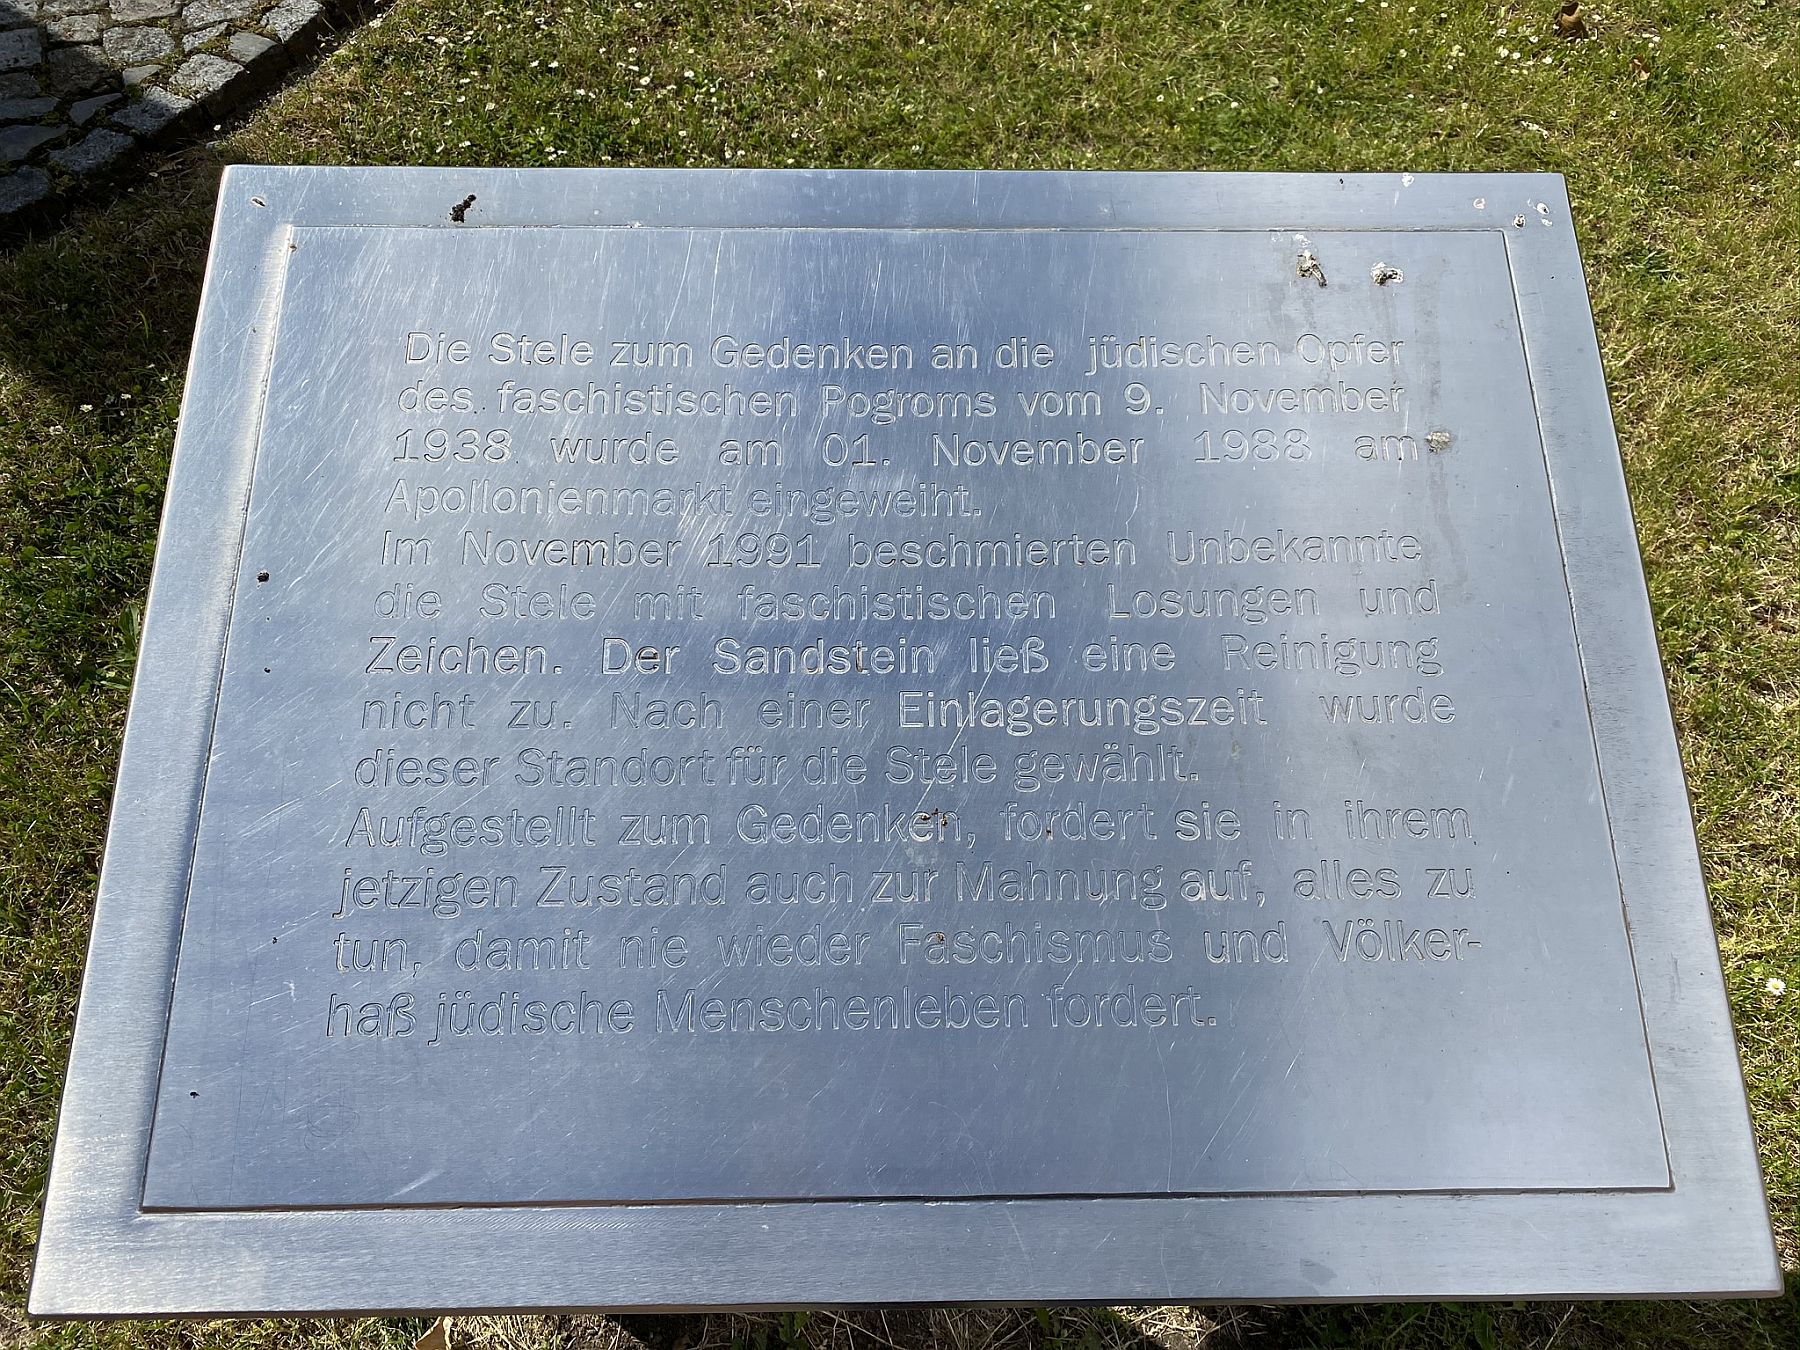 Die Stele zum Gedenken an die jüdischen Opfer
des faschistischen Pogroms vom 9. November
1938 wurde am 01. November 1988 am
Apollonienmarkt eingeweiht.
Im November 1991 beschmierten Unbekannte
die Stele mit faschistischen Losungen und
Zeichen. Der Sandstein ließ eine Reinigung
nicht zu. Nach einer Einlagerungszeit wurde
dieser Standort für die Stele gewählt.
Aufgestellt zum Gedenken, fordert sie in ihrem
jetzigen Zustand auch zur Mahnung auf, alles zu
tun, damit nie wieder Faschismus und Völker-
haß jüdische Menschenleben fordert.